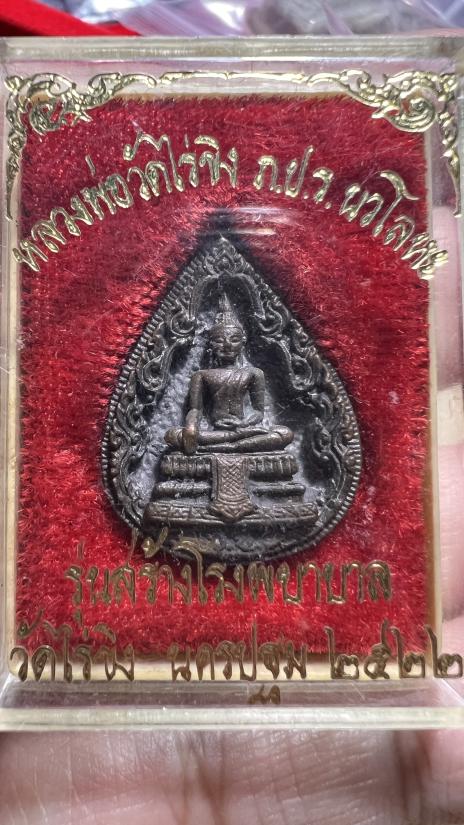 หลวงพ่อวัดไร่ขิง ภ.ป.ร. นวโลหะ
รุ่นสร้างโรงพยาบาล
วัดไร่ขิง นครปฐม ๒๕๒๒